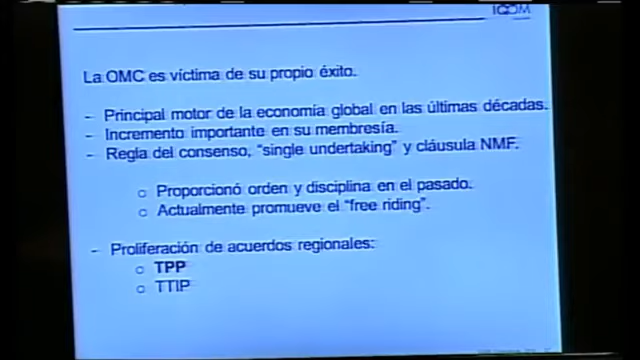 IQOM
La OMC es víctima de su propio éxito.
- Principal motor de la economía global en las últimas décadas.
- Incremento importante en su membresía.
- Regla del consenso, "single undertaking" y cláusula NMF.
o Proporcionó orden y disciplina en el pasado.
o Actualmente promueve el "free riding".
- Proliferación de acuerdos regionales:
o TPP
o TTIP